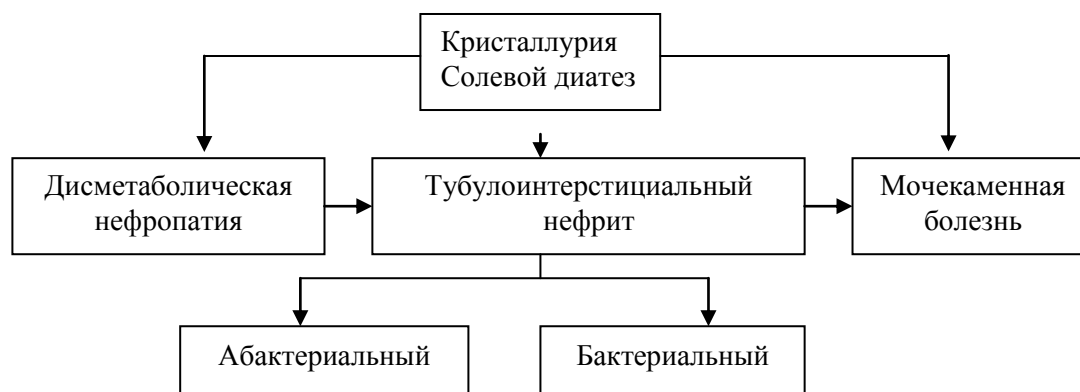 Кристаллурия
Солевой диатез
Дисметаболическая
нефропатия
Тубулоинтерстициальный
нефрит
Мочекаменная
болезнь
Абактериальный
Бактериальный